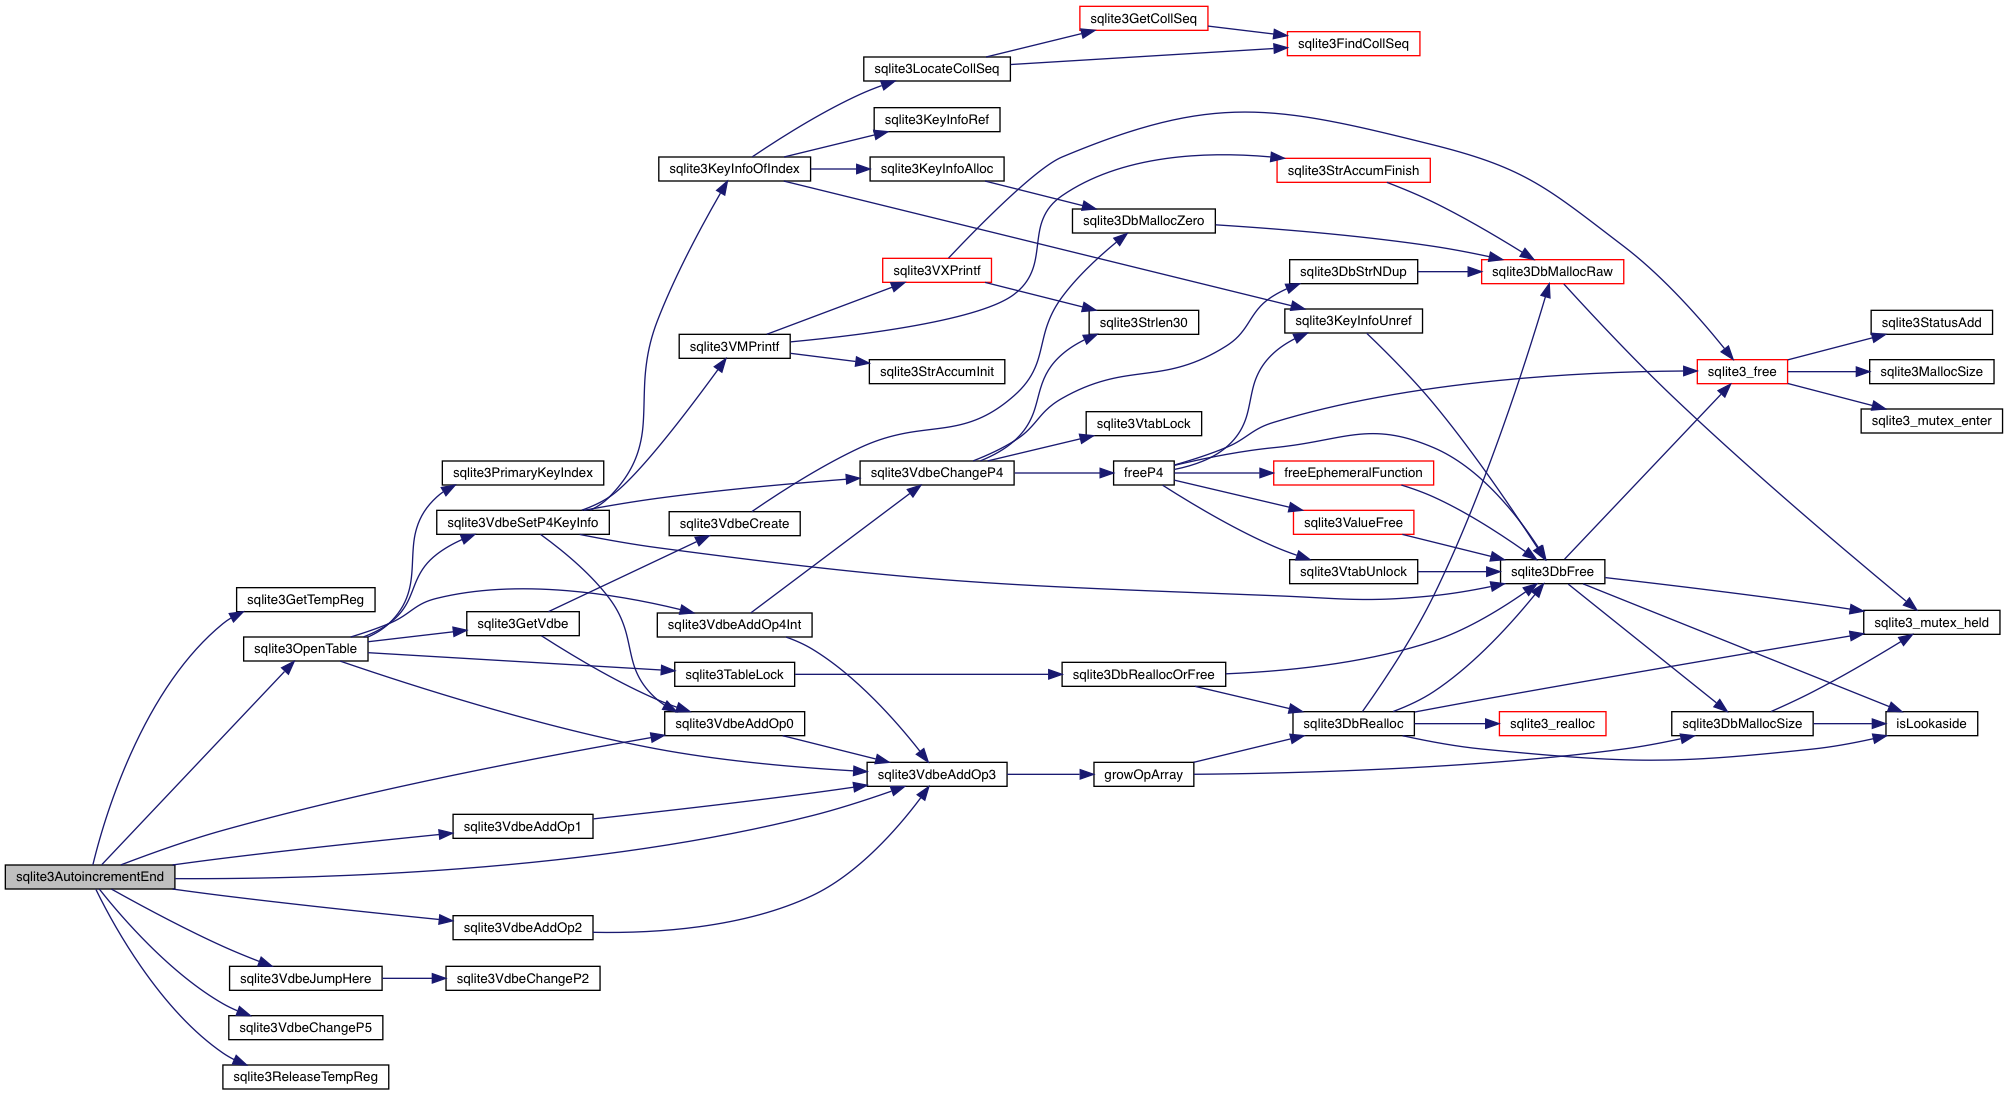 sqlite3GetCollSeq
sqlite3FindCollSeq
sqlite3LocateCollSeq
sqlite3KeyInfoRef
sqlite3KeyInfoOfIndex
sqlite3KeyInfoAlloc
sqlite3StrAccumFinish
sqlite3DbMallocZero
sqlite3VXPrintf
sqlite3DbStrNDup
sqlite3DbMallocRaw
sqlite3Strlen30
sqlite3KeyInfoUnref
sqlite3StatusAdd
sqlite3VMPrintf
sqlite3StrAccumInit
sqlite3_free
sqlite3MallocSize
sqlite3_mutex_enter
sqlite3VtabLock
sqlite3PrimaryKeyIndex
sqlite3VdbeChangeP4
freeP4
freeEphemeralFunction
sqlite3VdbeSetP4KeyInfo
sqlite3VdbeCreate
sqlite3ValueFree
sqlite3VtabUnlock
sqlite3DbFree
sqlite3GetTempReg
sqlite3GetVdbe
sqlite3VdbeAddOp4Int
sqlite3_mutex_held
sqlite3OpenTable
sqlite3TableLock
sqlite3DbReallocOrFree
sqlite3VdbeAddOp0
sqlite3DbRealloc
sqlite3_realloc
sqlite3DbMallocSize
isLookaside
sqlite3VdbeAddOp3
growOpArray
sqlite3VdbeAddOp1
sqlite3AutoincrementEnd
sqlite3VdbeAddOp2
sqlite3VdbeJumpHere
sqlite3VdbeChangeP2
sqlite3VdbeChangeP5
sqlite3ReleaseTempReg